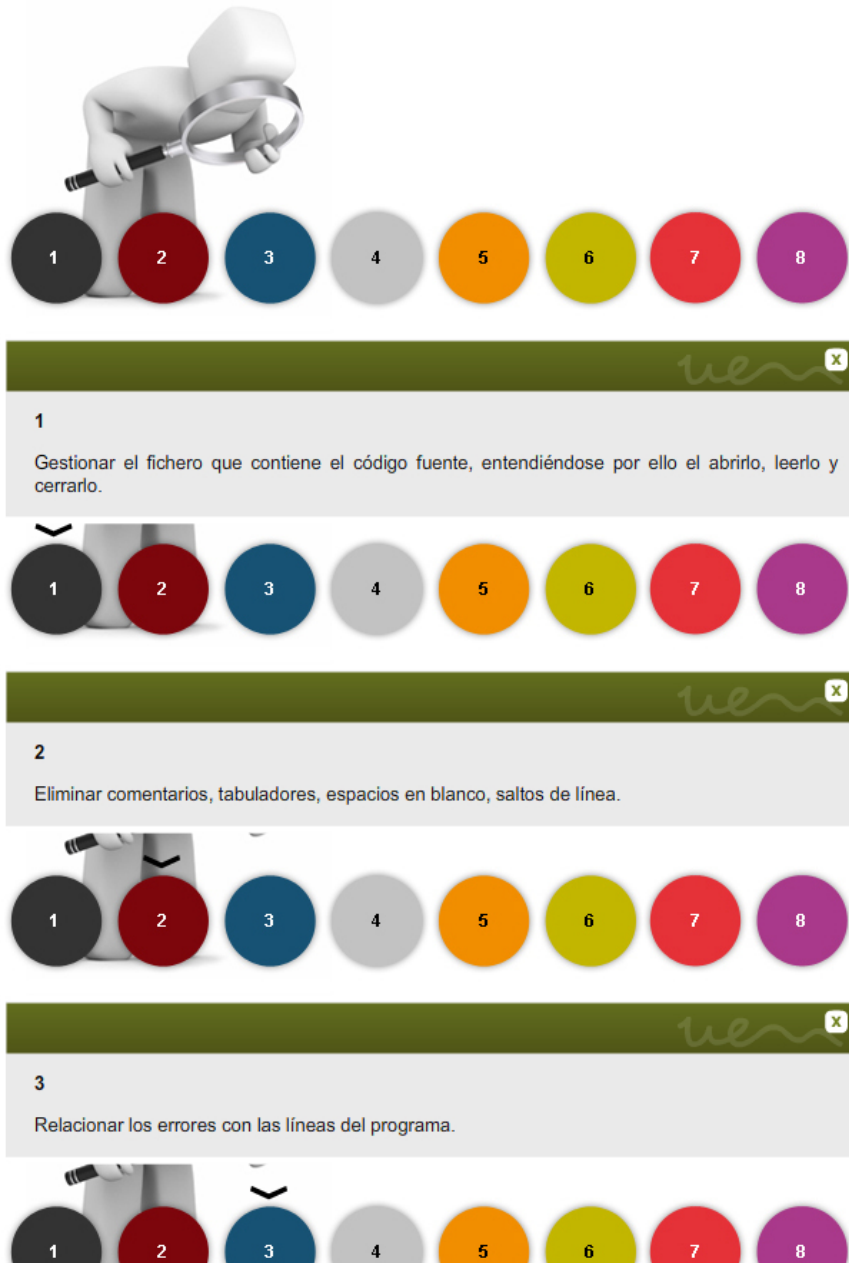 1 2 3 4 5 6 7 8
ue
X
1
Gestionar el fichero que contiene el código fuente, entendiéndose por ello el abrirlo, leerlo y
cerrarlo.
1 2 3 4 5 6 7 8
ue
X
2
Eliminar comentarios, tabuladores, espacios en blanco, saltos de línea.
1 2 3 4 5 6 7 8
ue
X
3
Relacionar los errores con las líneas del programa.
1 2 3 4 5 6 7 8